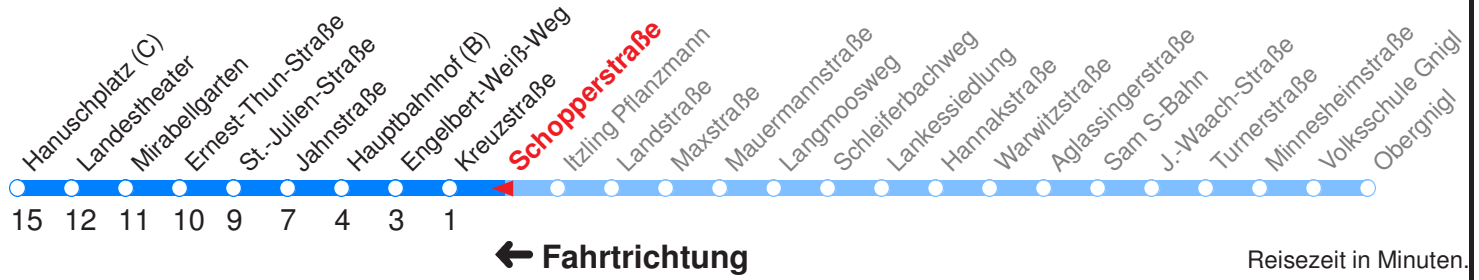 Hanuschplatz (C)
Landestheater
Mirabellgarten
Ernest-Thun-Straße
St.-Julien-Straße
Jahnstraße
Hauptbahnhof (B)
Engelbert-Weiß-Weg
Kreuzstraße
Schopperstraße
Itzling Pflanzmann
Landstraße
Maxstraße
Mauermannstraße
Langmoosweg
Schleiferbachweg
Lankessiedlung
Hannakstraße
Warwitzstraße
Aglassingerstraße
Sam S-Bahn
J.-Waach-Straße
Turnerstraße
Minnesheimstraße
Volksschule Gnigl
Obergnigl
15 12 11 10 9 7 4 3 1
← Fahrtrichtung
Reisezeit in Minuten.